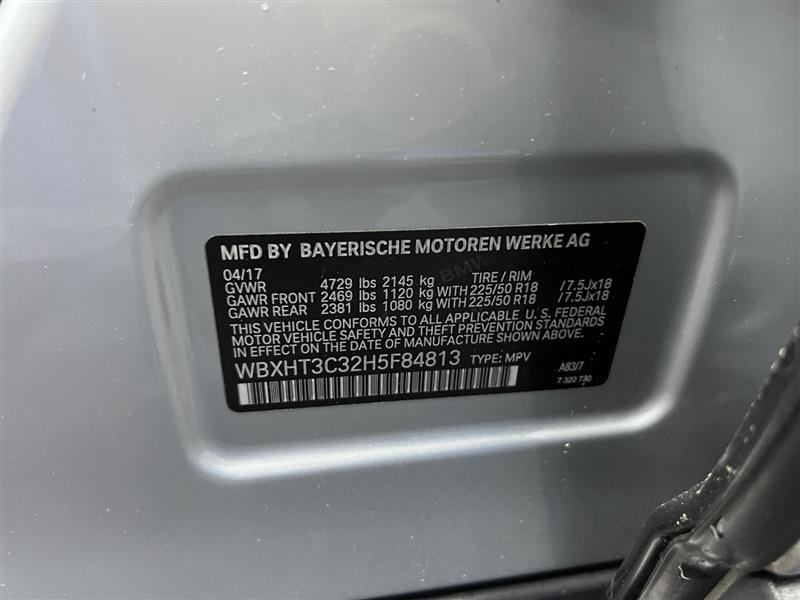 MFD BY BAYERISCHE MOTOREN WERKE AG
04/17
GVWR 4729 lbs 2145 kg TIRE / RIM
GAWR FRONT 2469 lbs 1120 kg WITH 225/50 R18 /7.5Jx18
GAWR REAR 2381 lbs 1080 kg WITH 225/50 R18 /7.5Jx18
THIS VEHICLE CONFORMS TO ALL APPLICABLE U. S. FEDERAL
MOTOR VEHICLE SAFETY AND THEFT PREVENTION STANDARDS
IN EFFECT ON THE DATE OF MANUFACTURE SHOWN ABOVE.
WBXHT3C32H5F84813 TYPE: MPV A83/7
7 320 730
BMW